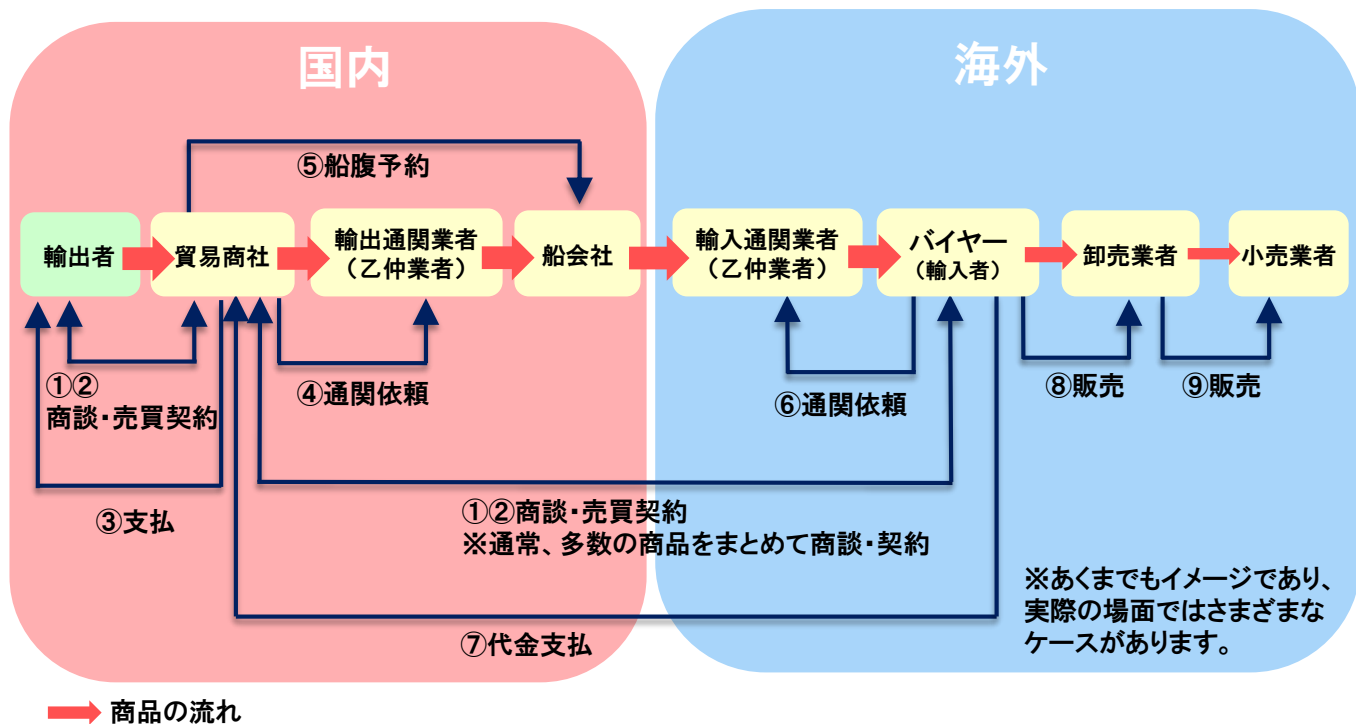 国内
海外
⑤船腹予約
輸出者
貿易商社
輸出通関業者
（乙仲業者）
船会社
輸入通関業者
（乙仲業者）
バイヤー
（輸入者）
卸売業者
小売業者
①②
商談・売買契約
④通関依頼
⑥通関依頼
⑧販売
⑨販売
③支払
①②商談・売買契約
※通常、多数の商品をまとめて商談・契約
※あくまでもイメージであり、
実際の場面ではさまざまな
ケースがあります。
⑦代金支払
商品の流れ